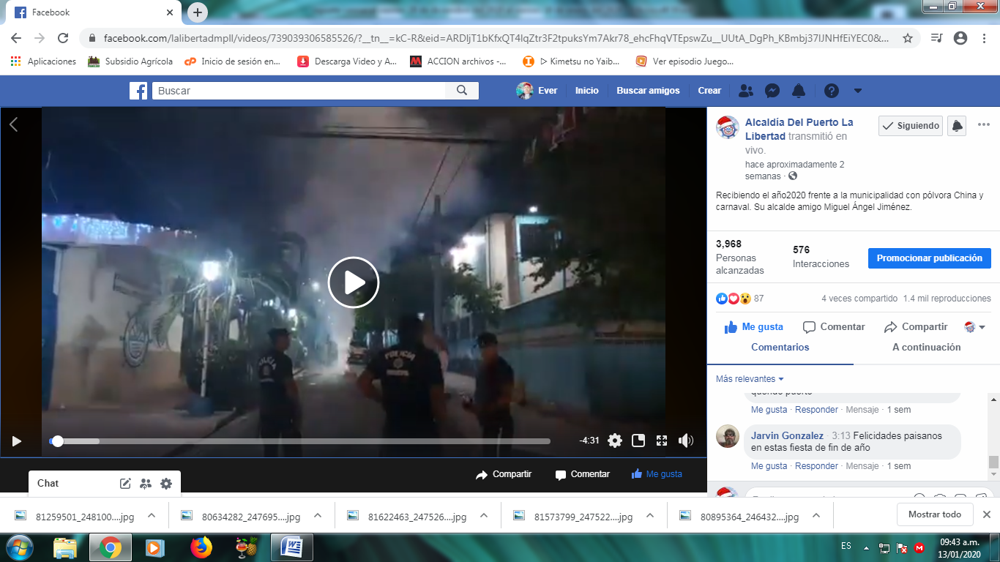 Facebook
facebook.com/lalibertadmpll/videos/739039306585526/?__tn__=kC-R&eid=ARDljT1bKfxQT4lqZtr3F2tpuksYm7Akr78_ehcFhqVTEpswZu__UUtA_DgPh_KBmbj37lJNHfEiYEC0&...
Aplicaciones
Subsidio Agrícola
Inicio de sesión en...
Descarga Video y A...
ACCION archivos -...
▷ Kimetsu no Yaib...
Ver episodio Juego...
Buscar
Ever
Inicio
Buscar amigos
Crear
Alcaldía Del Puerto La
Libertad transmitió en
vivo.
hace aproximadamente 2
semanas ·
Siguiendo
Recibiendo el año2020 frente a la municipalidad con pólvora China y
carnaval. Su alcalde amigo Miguel Ángel Jiménez.
3,968
Personas
alcanzadas
576
Interacciones
Promocionar publicación
87
4 veces compartido
1.4 mil reproducciones
Me gusta
Comentar
Compartir
Comentarios
A continuación
Más relevantes
Me gusta · Responder · Mensaje · 1 sem
Jarvin Gonzalez · 3:13 Felicidades paisanos
en estas fiesta de fin de año
Me gusta · Responder · Mensaje · 1 sem
-4:31
Compartir
Comentar
Me gusta
Chat
81259501_248100....jpg
80634282_247695....jpg
81622463_247526....jpg
81573799_247522....jpg
80895364_246432....jpg
Mostrar todo
ES
09:43 a.m.
13/01/2020